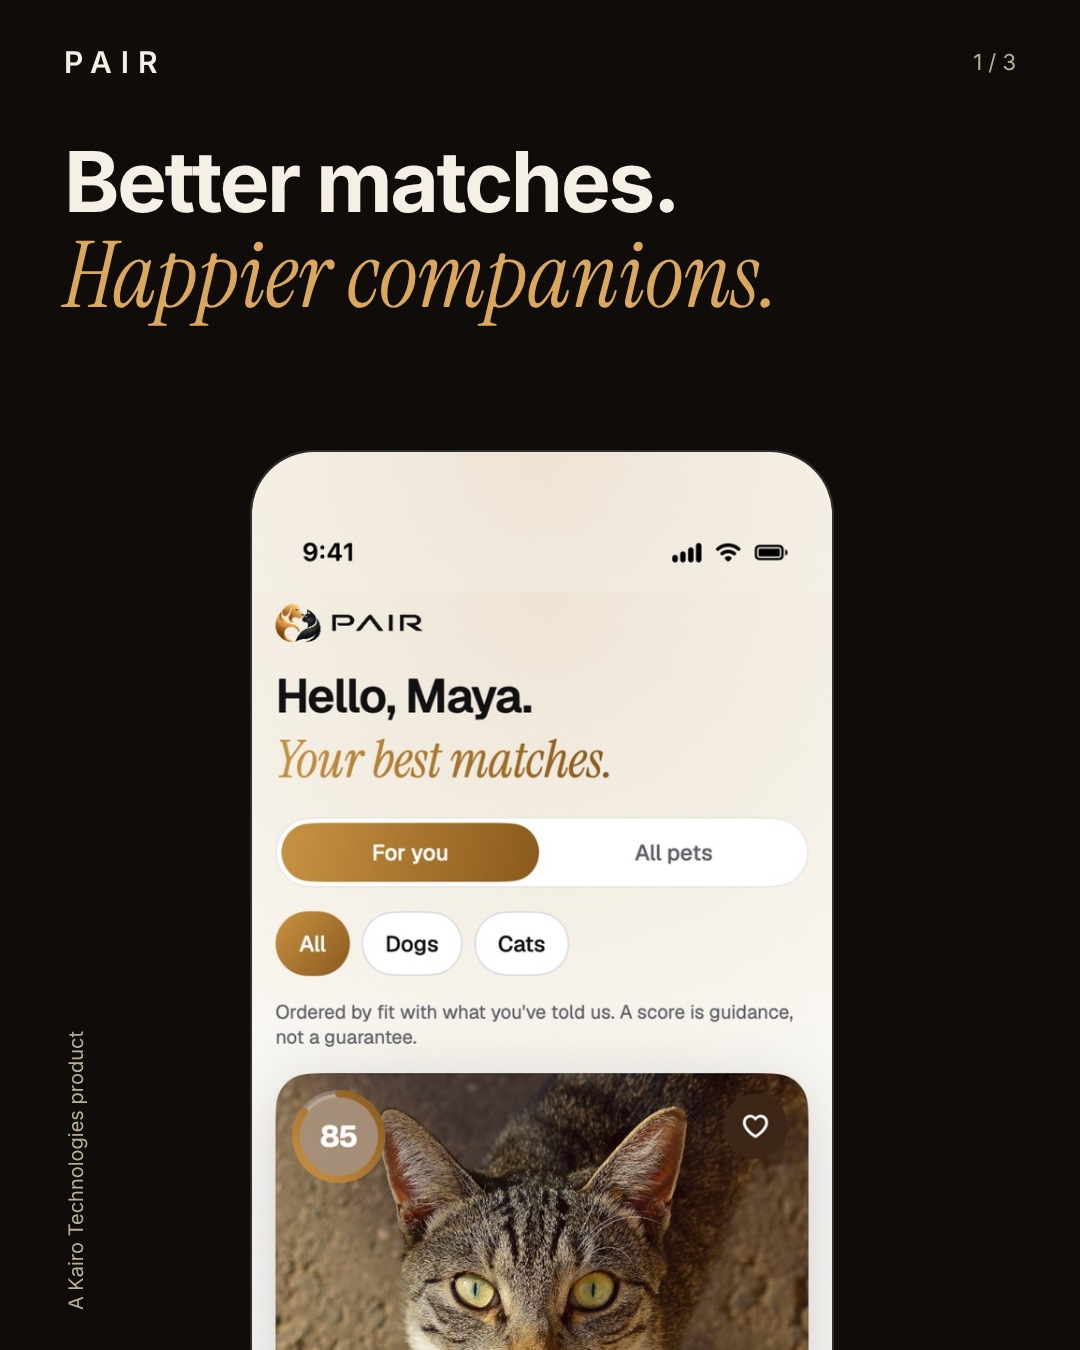 PAIR
1 / 3
Better matches.
Happier companions.
9:41
PAIR
Hello, Maya.
Your best matches.
For you
All pets
All
Dogs
Cats
Ordered by fit with what you've told us. A score is guidance,
not a guarantee.
85
A Kairo Technologies product